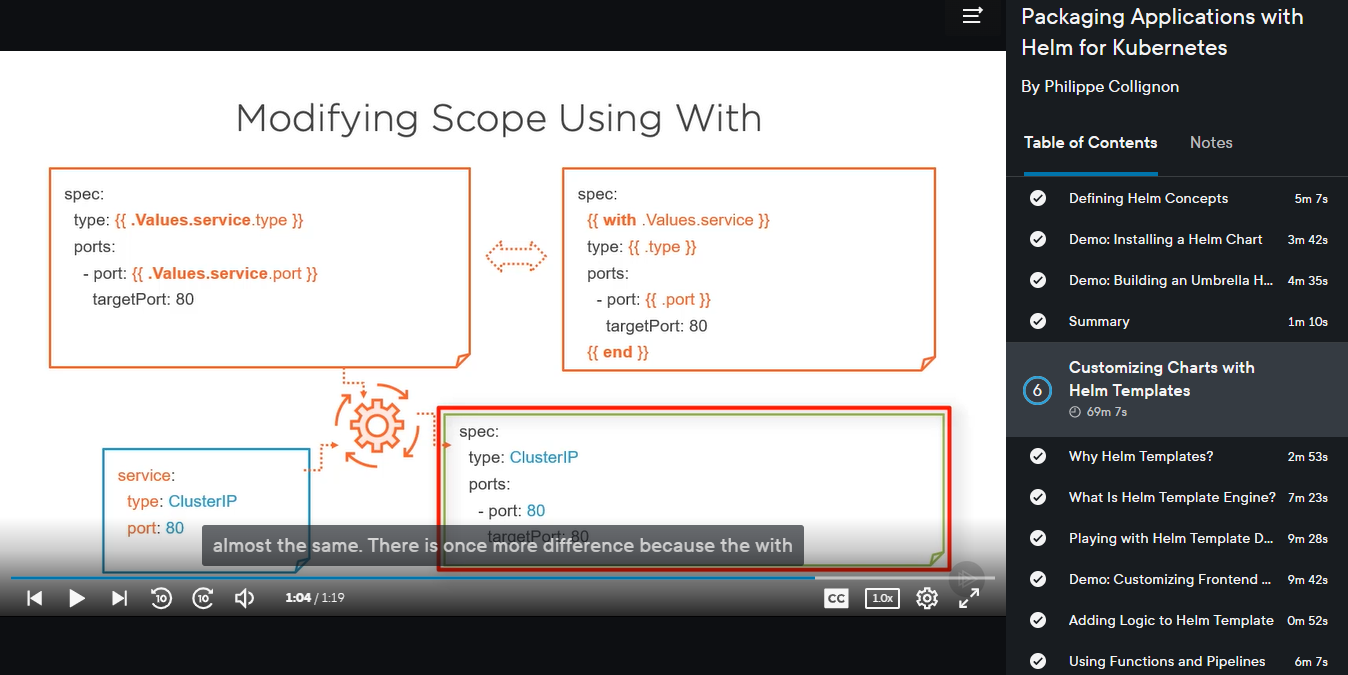 Modifying Scope Using With
spec:
type: {{ .Values.service.type }}
ports:
- port: {{ .Values.service.port }}
targetPort: 80
spec:
{{ with .Values.service }}
type: {{ .type }}
ports:
- port: {{ .port }}
targetPort: 80
{{ end }}
service:
type: ClusterIP
port: 80
spec:
type: ClusterIP
ports:
- port: 80
targetPort: 80
almost the same. There is once more difference because the with
10
10
1:04 / 1:19
CC
1.0x
Packaging Applications with
Helm for Kubernetes
By Philippe Collignon
Table of Contents Notes
Defining Helm Concepts 5m 7s
Demo: Installing a Helm Chart 3m 42s
Demo: Building an Umbrella H... 4m 35s
Summary 1m 10s
6
Customizing Charts with
Helm Templates
69m 7s
Why Helm Templates? 2m 53s
What Is Helm Template Engine? 7m 23s
Playing with Helm Template D... 9m 28s
Demo: Customizing Frontend ... 9m 42s
Adding Logic to Helm Template 0m 52s
Using Functions and Pipelines 6m 7s